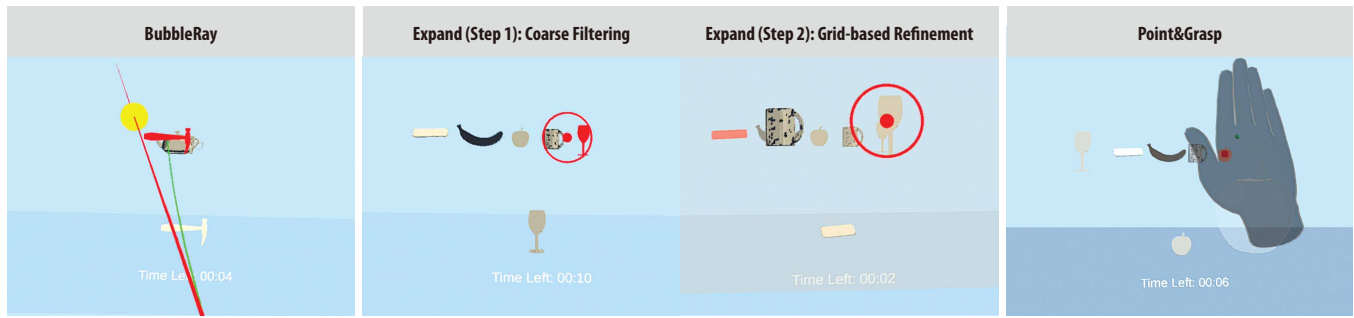 BubbleRay
Expand (Step 1): Coarse Filtering
Expand (Step 2): Grid-based Refinement
Point&Grasp
Time Left: 00:04
Time Left: 00:10
Time Left: 00:02
Time Left: 00:06